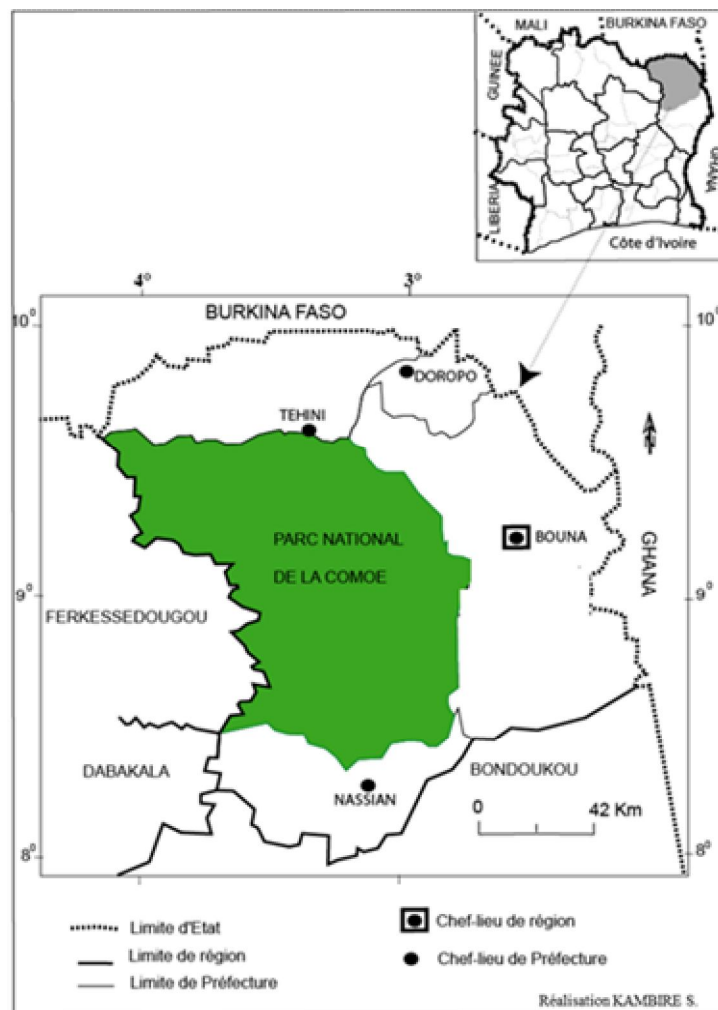 MALI
BURKINA FASO
GUINEE
GHANA
LIBERIA
Côte d'Ivoire
4°
3°
10°
10°
BURKINA FASO
DOROPO
TEHINI
N
PARC NATIONAL
DE LA COMOE
BOUNA
GHANA
9°
9°
FERKESSEDOUGOU
DABAKALA
BONDOUKOU
NASSIAN
0
42 Km
8°
8°
4°
3°
Limite d'Etat
Limite de région
Limite de Préfecture
Chef-lieu de région
Chef-lieu de Préfecture
Réalisation KAMBIRE S.